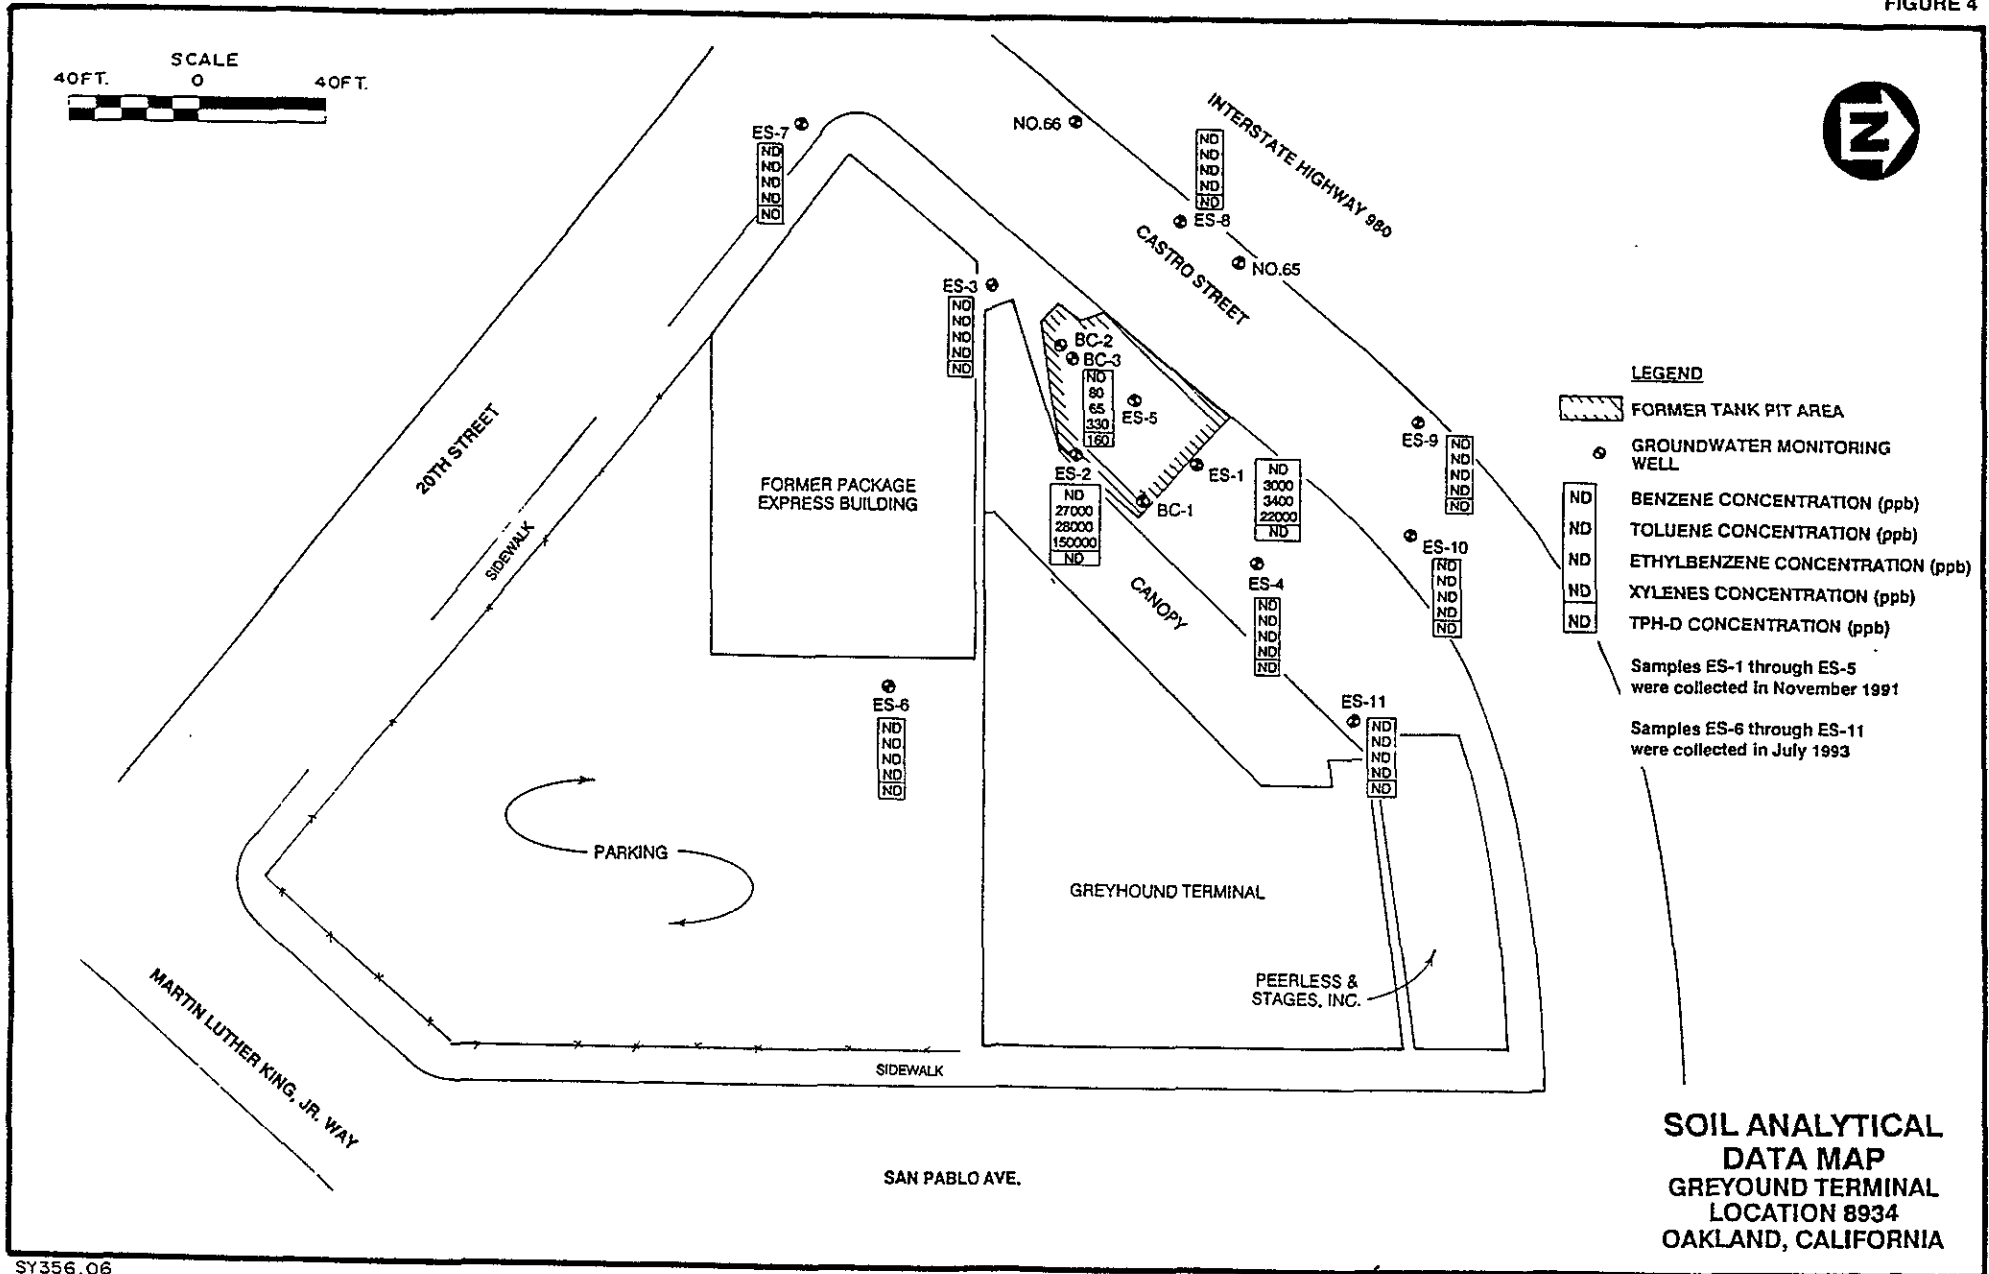 FIGURE 4
SCALE
40FT. 0 40FT.
N
ES-7
ND
ND
ND
ND
ND
NO.66
INTERSTATE HIGHWAY 980
ND
ND
ND
ND
ND
ES-8
CASTRO STREET
NO.65
ES-3
ND
ND
ND
ND
ND
BC-2
BC-3
ND
80
65
330
160
ES-5
20TH STREET
SIDEWALK
FORMER PACKAGE
EXPRESS BUILDING
ES-2
ND
27000
28000
150000
ND
BC-1
ES-1
ND
3000
3400
22000
ND
ES-9
ND
ND
ND
ND
ND
ES-10
ND
ND
ND
ND
ND
ES-4
ND
ND
ND
ND
ND
CANOPY
ES-6
ND
ND
ND
ND
ND
ES-11
ND
ND
ND
ND
ND
LEGEND
FORMER TANK PIT AREA
GROUNDWATER MONITORING
WELL
ND BENZENE CONCENTRATION (ppb)
ND TOLUENE CONCENTRATION (ppb)
ND ETHYLBENZENE CONCENTRATION (ppb)
ND XYLENES CONCENTRATION (ppb)
ND TPH-D CONCENTRATION (ppb)
Samples ES-1 through ES-5
were collected in November 1991
Samples ES-6 through ES-11
were collected in July 1993
PARKING
GREYHOUND TERMINAL
PEERLESS &
STAGES, INC.
SIDEWALK
MARTIN LUTHER KING, JR. WAY
SAN PABLO AVE.
SOIL ANALYTICAL
DATA MAP
GREYOUND TERMINAL
LOCATION 8934
OAKLAND, CALIFORNIA
SY356.06